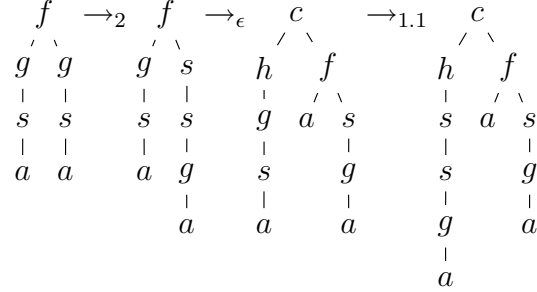 f →2 f →ϵ c →1.1 c
g g g s h f h f
s s s s g a s s a s
a a a g s g s g
a a a g a
a